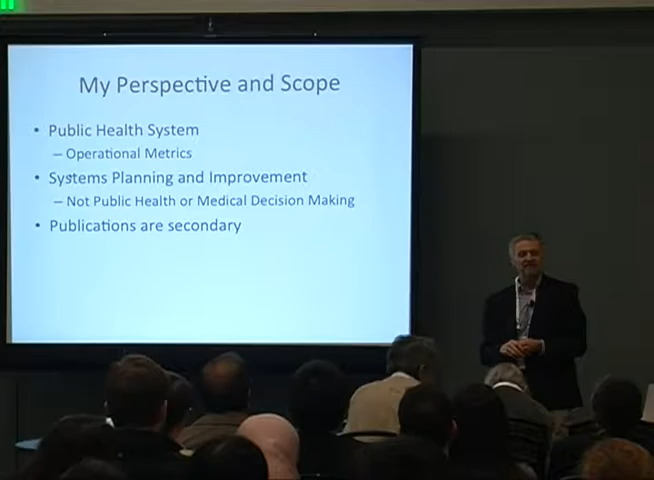 My Perspective and Scope
• Public Health System
– Operational Metrics
• Systems Planning and Improvement
– Not Public Health or Medical Decision Making
• Publications are secondary